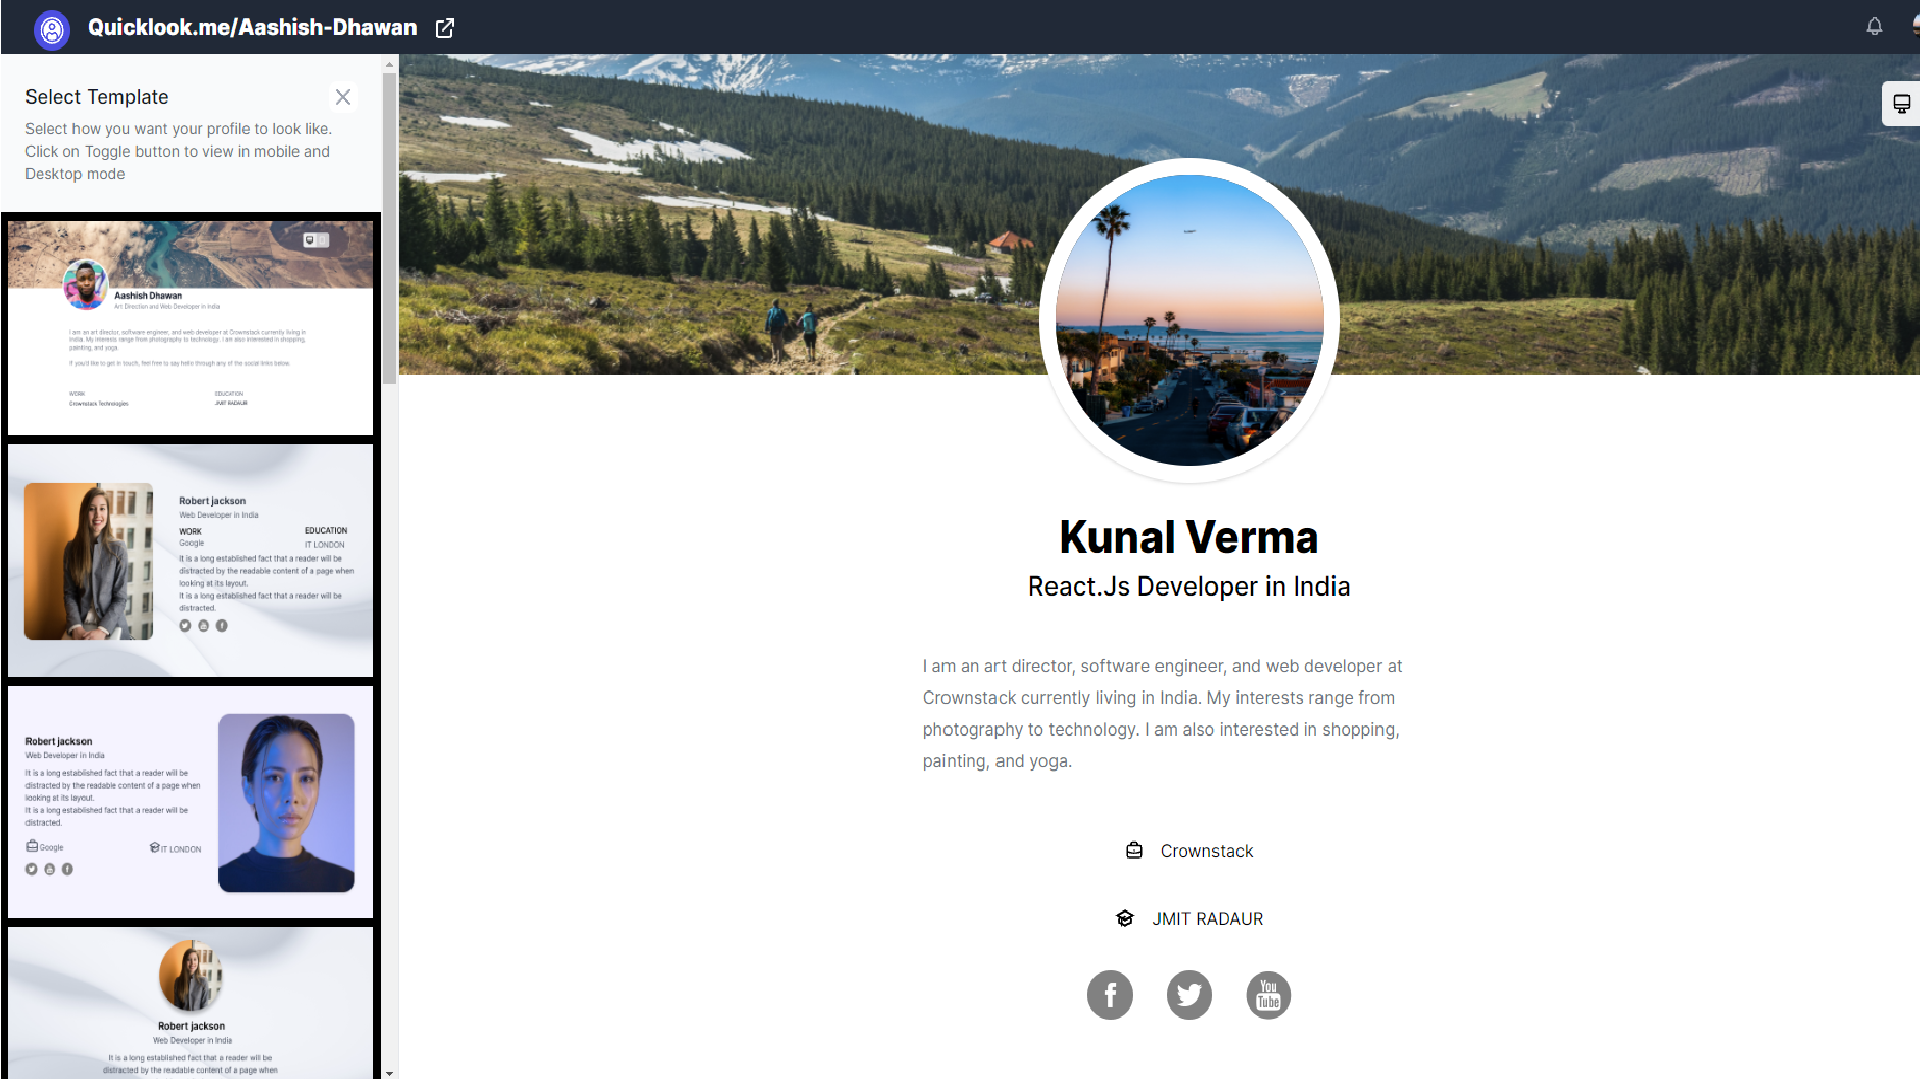 Quicklook.me/Aashish-Dhawan
Select Template
Select how you want your profile to look like.
Click on Toggle button to view in mobile and
Desktop mode
Aashish Dhawan
Art Direction and Web Developer in India
I am an art director, software engineer, and web developer at Crownstack currently living in
India. My interests range from photography to technology. I am also interested in shopping,
painting, and yoga.
If you'd like to get in touch, feel free to say hello through any of the social links below.
WORK
EDUCATION
Crownstack Technologies
JMIT RADAUR
Robert jackson
Web Developer in India
WORK
EDUCATION
Google
IT LONDON
It is a long established fact that a reader will be
distracted by the readable content of a page when
looking at its layout.
It is a long established fact that a reader will be
distracted.
Robert jackson
Web Developer in India
It is a long established fact that a reader will be
distracted by the readable content of a page when
looking at its layout.
It is a long established fact that a reader will be
distracted.
Google
IT LONDON
Robert jackson
Web Developer in India
It is a long established fact that a reader will be
distracted by the readable content of a page when
Kunal Verma
React.Js Developer in India
I am an art director, software engineer, and web developer at
Crownstack currently living in India. My interests range from
photography to technology. I am also interested in shopping,
painting, and yoga.
Crownstack
JMIT RADAUR
You
Tube